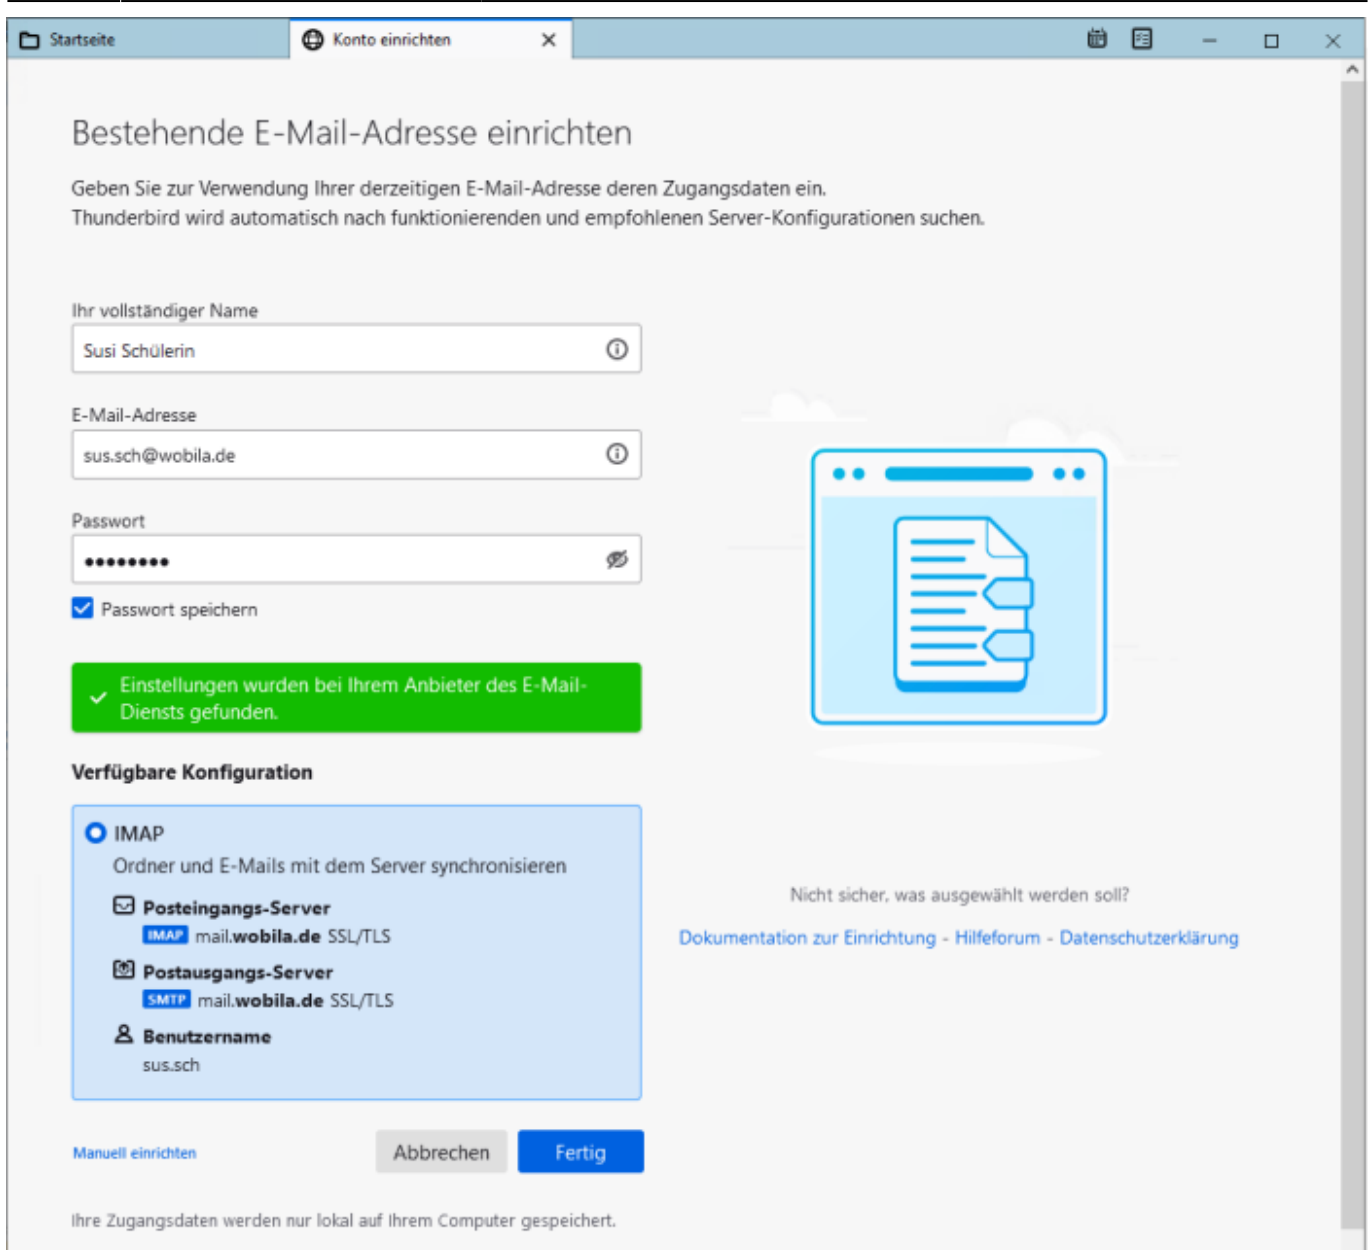 Startseite
Konto einrichten
Bestehende E-Mail-Adresse einrichten
Geben Sie zur Verwendung Ihrer derzeitigen E-Mail-Adresse deren Zugangsdaten ein.
Thunderbird wird automatisch nach funktionierenden und empfohlenen Server-Konfigurationen suchen.
Ihr vollständiger Name
Susi Schülerin
E-Mail-Adresse
sus.sch@wobila.de
Passwort
••••••••
Passwort speichern
Einstellungen wurden bei Ihrem Anbieter des E-Mail-
Diensts gefunden.
Verfügbare Konfiguration
IMAP
Ordner und E-Mails mit dem Server synchronisieren
Posteingangs-Server
IMAP mail.wobila.de SSL/TLS
Postausgangs-Server
SMTP mail.wobila.de SSL/TLS
Benutzername
sus.sch
Nicht sicher, was ausgewählt werden soll?
Dokumentation zur Einrichtung - Hilfeforum - Datenschutzerklärung
Manuell einrichten
Abbrechen
Fertig
Ihre Zugangsdaten werden nur lokal auf Ihrem Computer gespeichert.